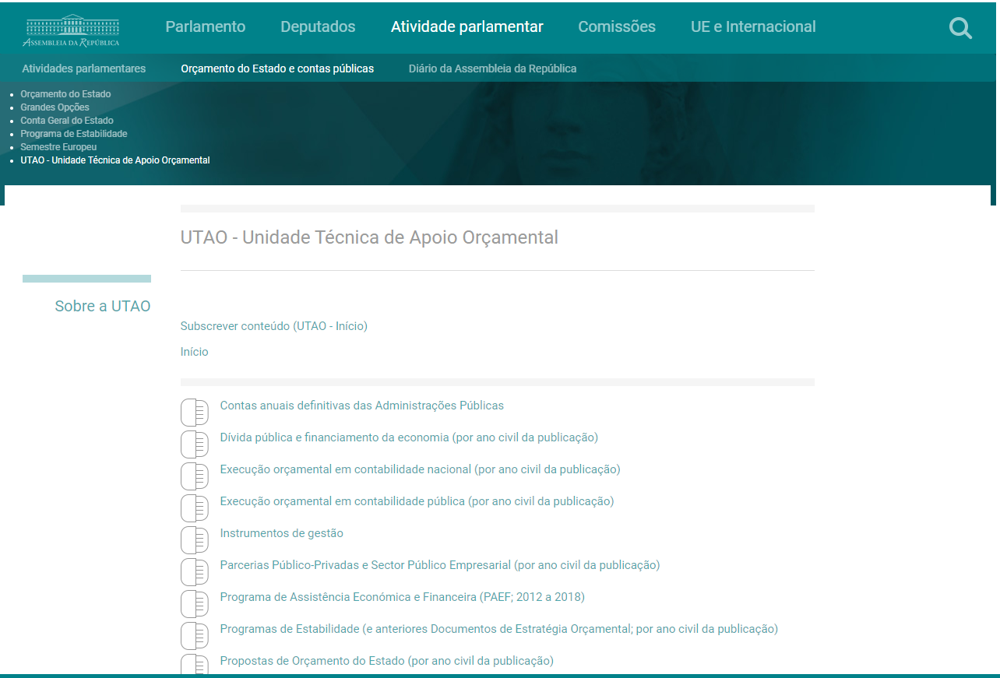 ASSEMBLEIA DA REPÚBLICA
Parlamento Deputados Atividade parlamentar Comissões UE e Internacional
Atividades parlamentares Orçamento do Estado e contas públicas Diário da Assembleia da República
Orçamento do Estado
Grandes Opções
Conta Geral do Estado
Programa de Estabilidade
Semestre Europeu
UTAO - Unidade Técnica de Apoio Orçamental
UTAO - Unidade Técnica de Apoio Orçamental
Sobre a UTAO
Subscrever conteúdo (UTAO - Início)
Início
Contas anuais definitivas das Administrações Públicas
Dívida pública e financiamento da economia (por ano civil da publicação)
Execução orçamental em contabilidade nacional (por ano civil da publicação)
Execução orçamental em contabilidade pública (por ano civil da publicação)
Instrumentos de gestão
Parcerias Público-Privadas e Sector Público Empresarial (por ano civil da publicação)
Programa de Assistência Económica e Financeira (PAEF; 2012 a 2018)
Programas de Estabilidade (e anteriores Documentos de Estratégia Orçamental; por ano civil da publicação)
Propostas de Orçamento do Estado (por ano civil da publicação)